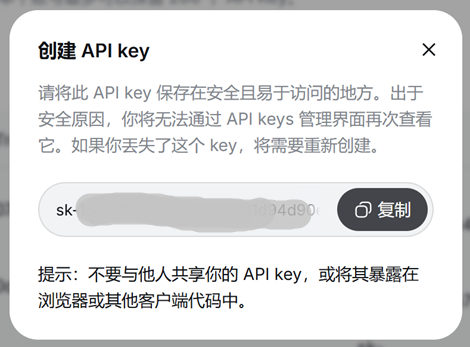 创建 API key
请将此 API key 保存在安全且易于访问的地方。出于
安全原因，你将无法通过 API keys 管理界面再次查看
它。如果你丢失了这个 key，将需要重新创建。
sk-
复制
提示：不要与他人共享你的 API key，或将其暴露在
浏览器或其他客户端代码中。